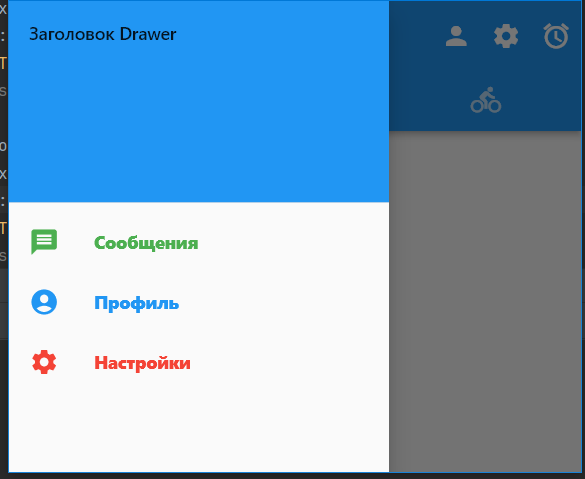 Заголовок Drawer
Сообщения
Профиль
Настройки